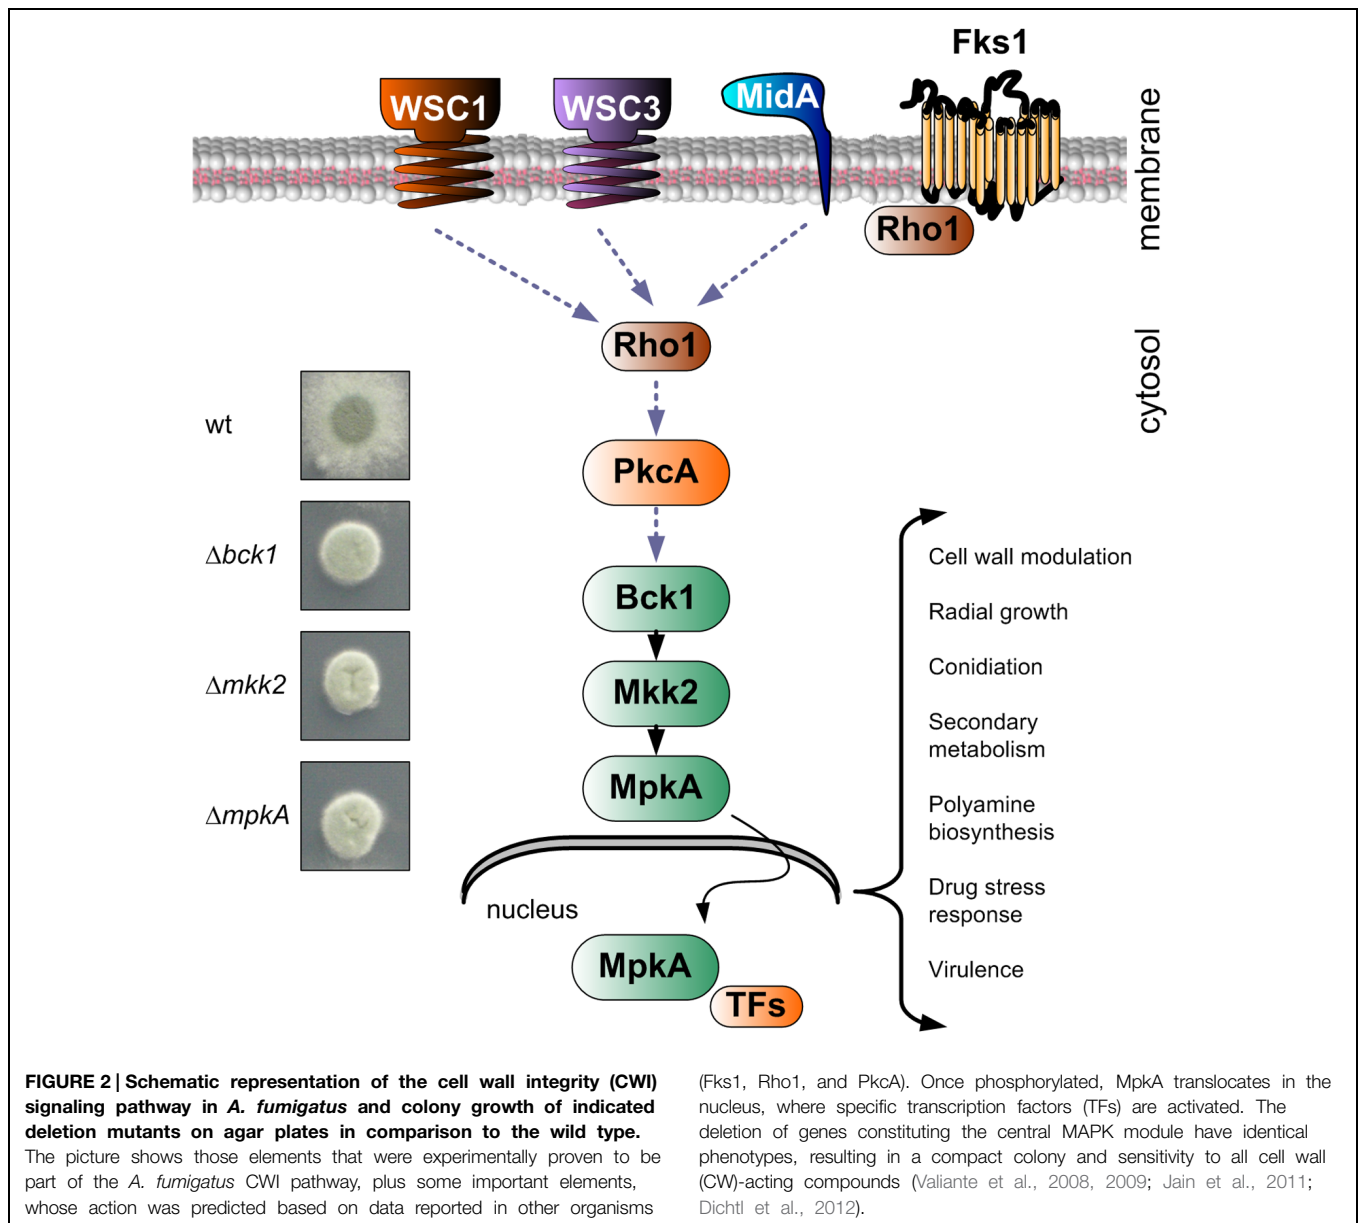 Fks1
WSC1
WSC3
MidA
Rho1
membrane
Rho1
cytosol
wt
PkcA
Δbck1
Bck1
Δmkk2
Mkk2
ΔmpkA
MpkA
nucleus
MpkA
TFs
Cell wall modulation
Radial growth
Conidiation
Secondary
metabolism
Polyamine
biosynthesis
Drug stress
response
Virulence
FIGURE 2 | Schematic representation of the cell wall integrity (CWI)
signaling pathway in A. fumigatus and colony growth of indicated
deletion mutants on agar plates in comparison to the wild type.
The picture shows those elements that were experimentally proven to be
part of the A. fumigatus CWI pathway, plus some important elements,
whose action was predicted based on data reported in other organisms
(Fks1, Rho1, and PkcA). Once phosphorylated, MpkA translocates in the
nucleus, where specific transcription factors (TFs) are activated. The
deletion of genes constituting the central MAPK module have identical
phenotypes, resulting in a compact colony and sensitivity to all cell wall
(CW)-acting compounds (Valiante et al., 2008, 2009; Jain et al., 2011;
Dichtl et al., 2012).